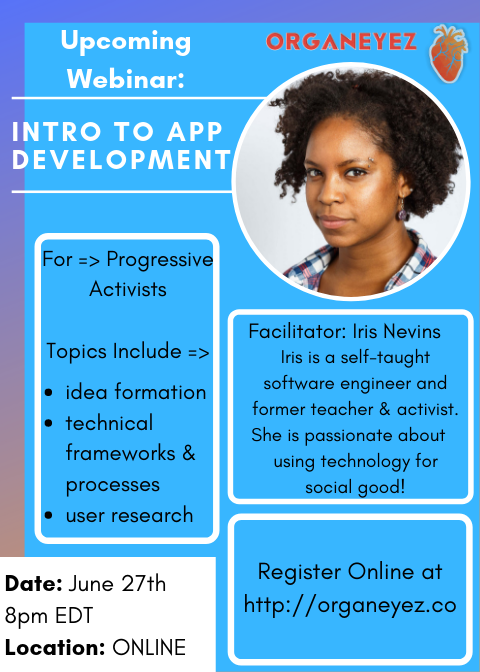 Upcoming
Webinar:
ORGANEYEZ
INTRO TO APP
DEVELOPMENT
For => Progressive
Activists
Topics Include =>
• idea formation
• technical
frameworks &
processes
• user research
Facilitator: Iris Nevins
Iris is a self-taught
software engineer and
former teacher & activist.
She is passionate about
using technology for
social good!
Register Online at
http://organeyez.co
Date: June 27th
8pm EDT
Location: ONLINE